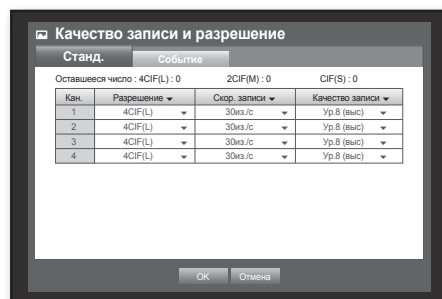 Качество записи и разрешение
Станд. Событие
Оставшееся число : 4CIF(L) : 0 2CIF(M) : 0 CIF(S) : 0
Кан. Разрешение Скор. записи Качество записи
1 4CIF(L) 30из./с Ур.8 (выс)
2 4CIF(L) 30из./с Ур.8 (выс)
3 4CIF(L) 30из./с Ур.8 (выс)
4 4CIF(L) 30из./с Ур.8 (выс)
OK Отмена